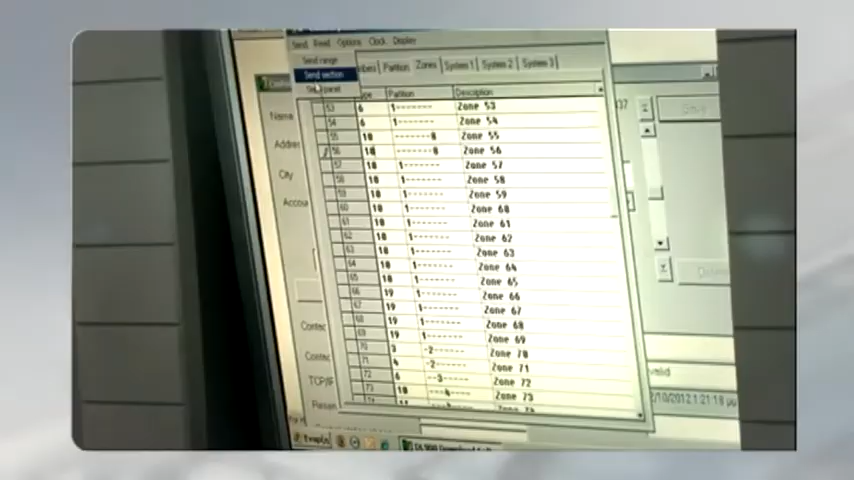 Send Read Options Clock Display
Send range
Send section
Send panel
Partition Zones System 1 System 2 System 3
Partition Description
53 6 1------- Zone 53
54 6 1------- Zone 54
55 10 -------8 Zone 55
56 10 -------8 Zone 56
57 10 1------- Zone 57
58 10 1------- Zone 58
59 10 1------- Zone 59
60 10 1------- Zone 60
61 10 1------- Zone 61
62 10 1------- Zone 62
63 10 1------- Zone 63
64 10 1------- Zone 64
65 10 1------- Zone 65
66 19 1------- Zone 66
67 19 1------- Zone 67
68 19 1------- Zone 68
69 19 1------- Zone 69
70 3 -2------ Zone 70
71 4 -2------ Zone 71
72 6 --3----- Zone 72
73 10 Zone 73
Name
City
TCP/IP
2/10/2012 1:21:18